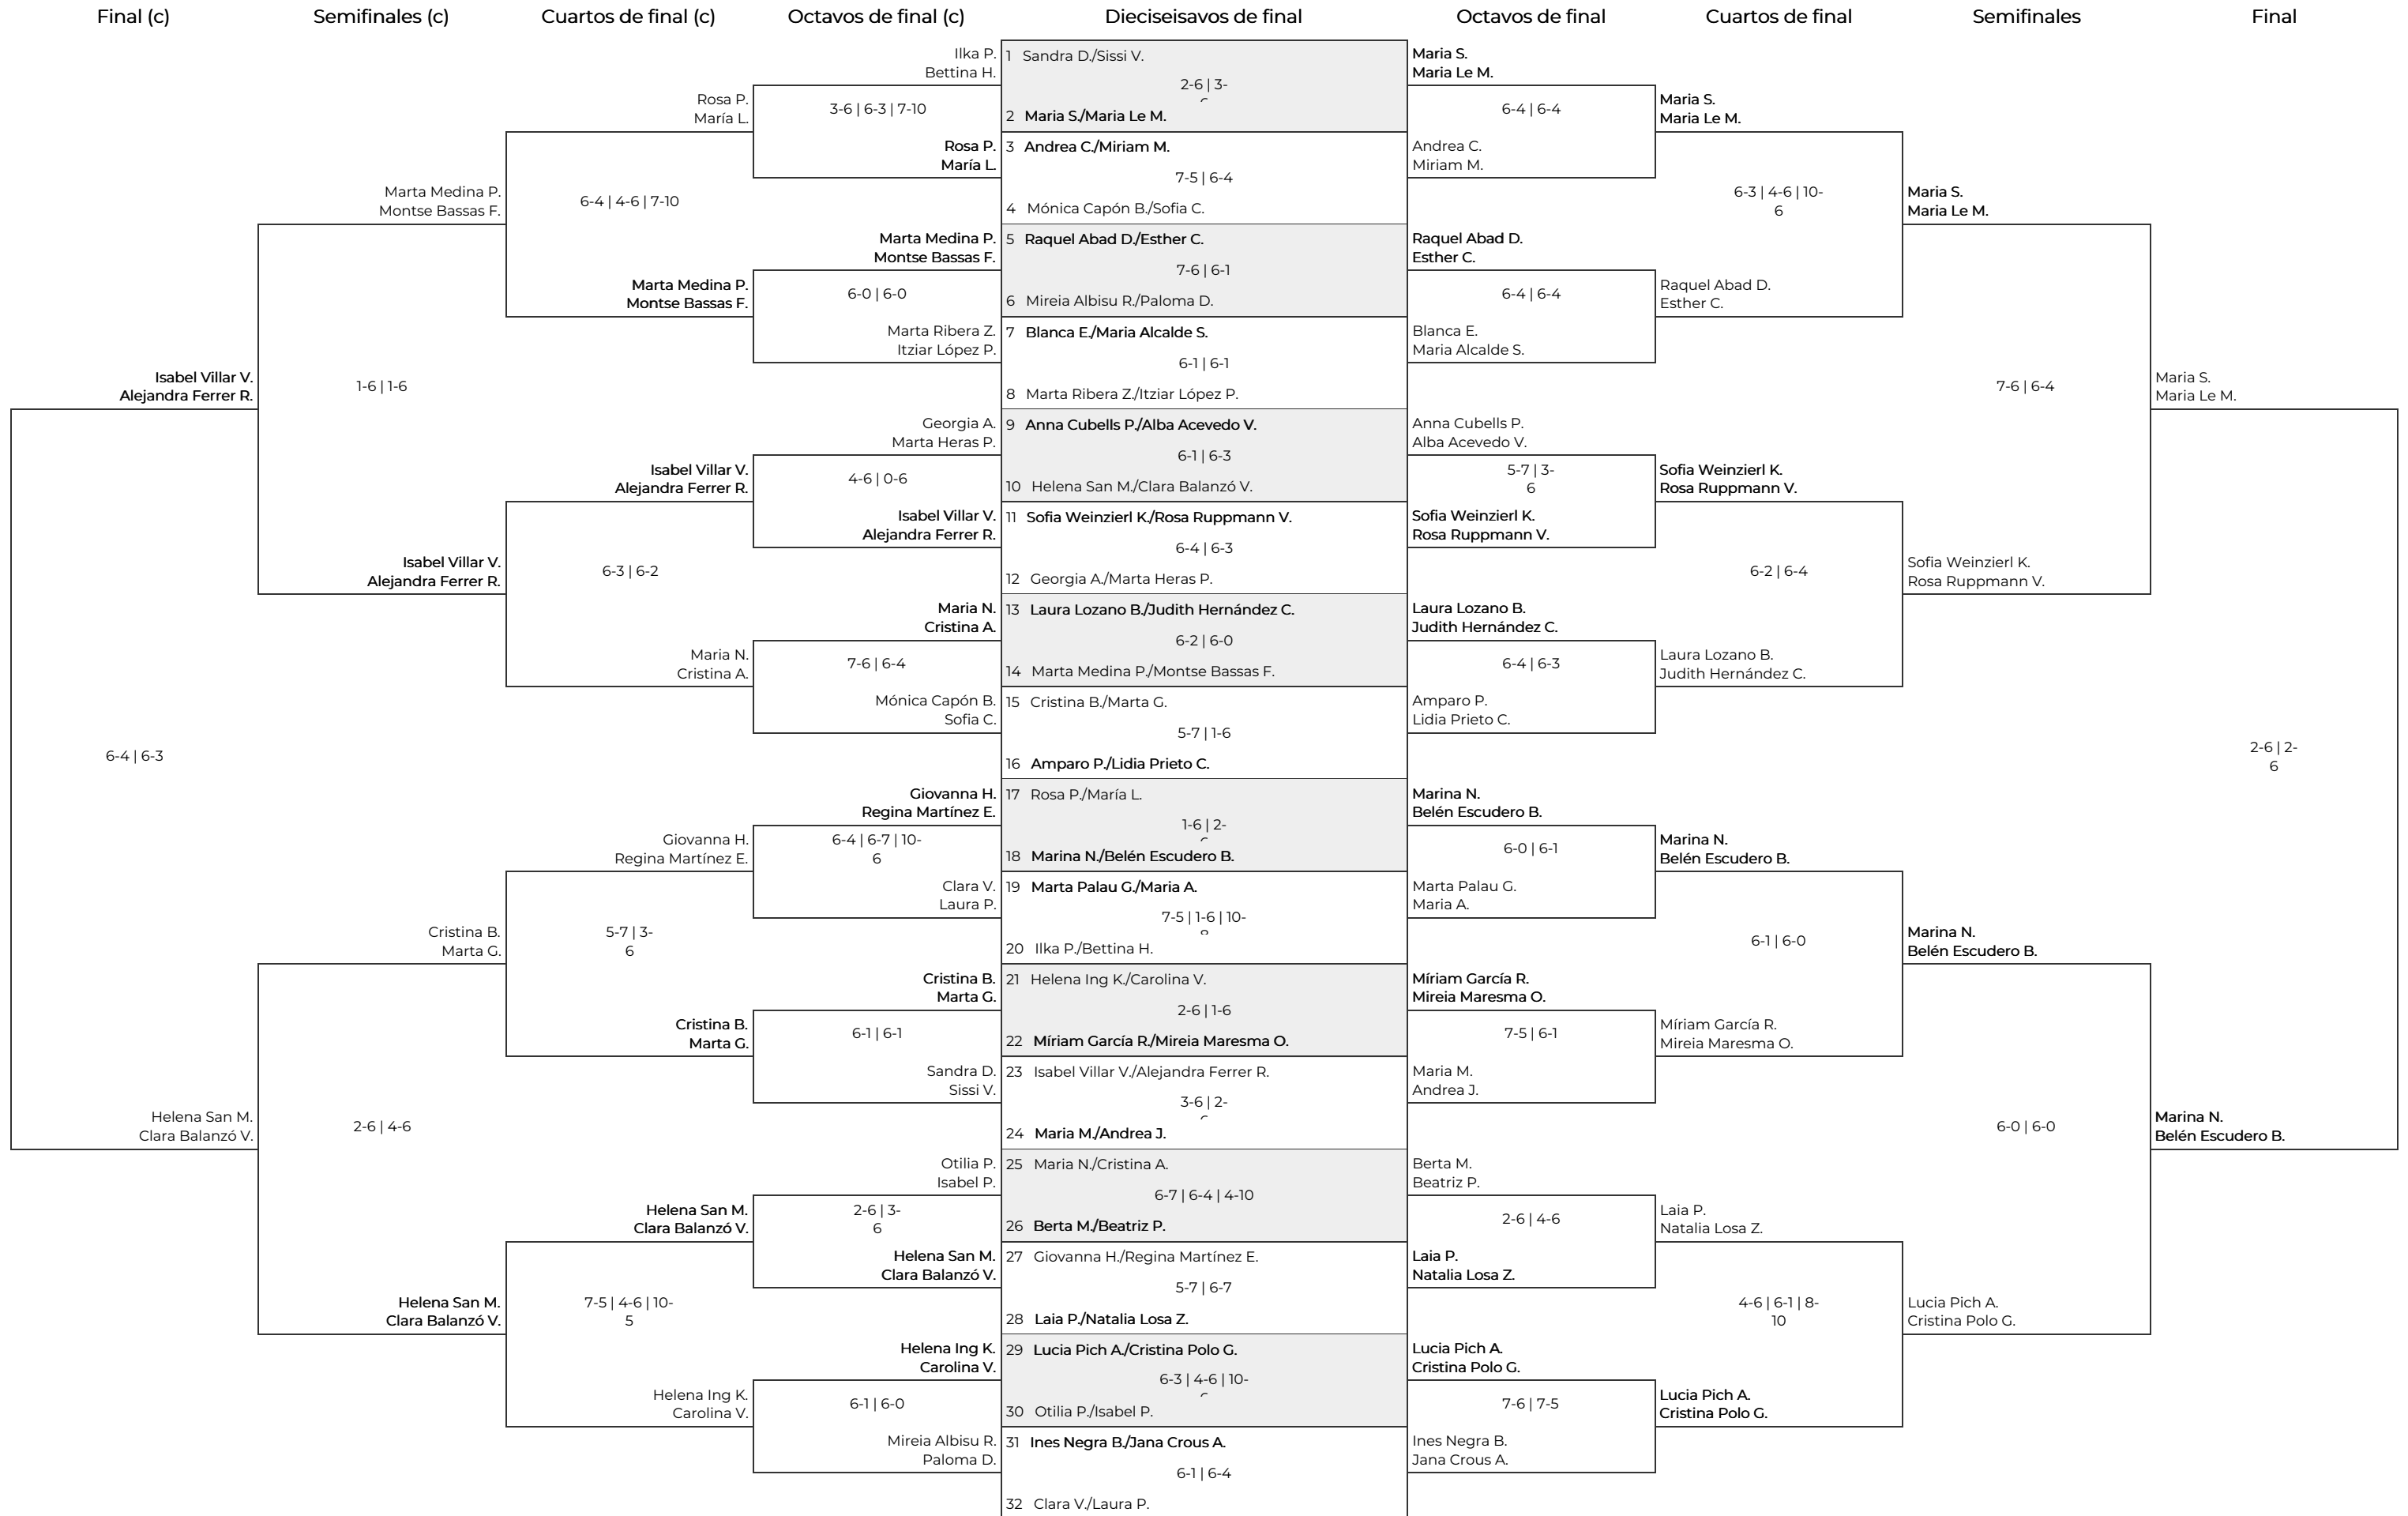 Final (c)
Semifinales (c)
Cuartos de final (c)
Octavos de final (c)
Dieciseisavos de final
Octavos de final
Cuartos de final
Semifinales
Final
Isabel Villar V.
Alejandra Ferrer R.
6-4 | 6-3
Helena San M.
Clara Balanzó V.
Marta Medina P.
Montse Bassas F.
1-6 | 1-6
Isabel Villar V.
Alejandra Ferrer R.
Cristina B.
Marta G.
2-6 | 4-6
Helena San M.
Clara Balanzó V.
Rosa P.
María L.
6-4 | 4-6 | 7-10
Marta Medina P.
Montse Bassas F.
Isabel Villar V.
Alejandra Ferrer R.
6-3 | 6-2
Maria N.
Cristina A.
Giovanna H.
Regina Martínez E.
5-7 | 3-
6
Cristina B.
Marta G.
Helena San M.
Clara Balanzó V.
7-5 | 4-6 | 10-
5
Helena Ing K.
Carolina V.
Ilka P.
Bettina H.
3-6 | 6-3 | 7-10
Rosa P.
María L.
Marta Medina P.
Montse Bassas F.
6-0 | 6-0
Marta Ribera Z.
Itziar López P.
Georgia A.
Marta Heras P.
4-6 | 0-6
Isabel Villar V.
Alejandra Ferrer R.
Maria N.
Cristina A.
7-6 | 6-4
Mónica Capón B.
Sofia C.
Giovanna H.
Regina Martínez E.
6-4 | 6-7 | 10-
6
Clara V.
Laura P.
Cristina B.
Marta G.
6-1 | 6-1
Sandra D.
Sissi V.
Otilia P.
Isabel P.
2-6 | 3-
6
Helena San M.
Clara Balanzó V.
Helena Ing K.
Carolina V.
6-1 | 6-0
Mireia Albisu R.
Paloma D.
1 Sandra D./Sissi V.
2-6 | 3-
2 Maria S./Maria Le M.
3 Andrea C./Miriam M.
7-5 | 6-4
4 Mónica Capón B./Sofia C.
5 Raquel Abad D./Esther C.
7-6 | 6-1
6 Mireia Albisu R./Paloma D.
7 Blanca E./Maria Alcalde S.
6-1 | 6-1
8 Marta Ribera Z./Itziar López P.
9 Anna Cubells P./Alba Acevedo V.
6-1 | 6-3
10 Helena San M./Clara Balanzó V.
11 Sofia Weinzierl K./Rosa Ruppmann V.
6-4 | 6-3
12 Georgia A./Marta Heras P.
13 Laura Lozano B./Judith Hernández C.
6-2 | 6-0
14 Marta Medina P./Montse Bassas F.
15 Cristina B./Marta G.
5-7 | 1-6
16 Amparo P./Lidia Prieto C.
17 Rosa P./María L.
1-6 | 2-
18 Marina N./Belén Escudero B.
19 Marta Palau G./Maria A.
7-5 | 1-6 | 10-
20 Ilka P./Bettina H.
21 Helena Ing K./Carolina V.
2-6 | 1-6
22 Míriam García R./Mireia Maresma O.
23 Isabel Villar V./Alejandra Ferrer R.
3-6 | 2-
24 Maria M./Andrea J.
25 Maria N./Cristina A.
6-7 | 6-4 | 4-10
26 Berta M./Beatriz P.
27 Giovanna H./Regina Martínez E.
5-7 | 6-7
28 Laia P./Natalia Losa Z.
29 Lucia Pich A./Cristina Polo G.
6-3 | 4-6 | 10-
30 Otilia P./Isabel P.
31 Ines Negra B./Jana Crous A.
6-1 | 6-4
32 Clara V./Laura P.
Maria S.
Maria Le M.
6-4 | 6-4
Andrea C.
Miriam M.
Raquel Abad D.
Esther C.
6-4 | 6-4
Blanca E.
Maria Alcalde S.
Anna Cubells P.
Alba Acevedo V.
5-7 | 3-
6
Sofia Weinzierl K.
Rosa Ruppmann V.
Laura Lozano B.
Judith Hernández C.
6-4 | 6-3
Amparo P.
Lidia Prieto C.
Marina N.
Belén Escudero B.
6-0 | 6-1
Marta Palau G.
Maria A.
Míriam García R.
Mireia Maresma O.
7-5 | 6-1
Maria M.
Andrea J.
Berta M.
Beatriz P.
2-6 | 4-6
Laia P.
Natalia Losa Z.
Lucia Pich A.
Cristina Polo G.
7-6 | 7-5
Ines Negra B.
Jana Crous A.
Maria S.
Maria Le M.
6-3 | 4-6 | 10-
6
Raquel Abad D.
Esther C.
Sofia Weinzierl K.
Rosa Ruppmann V.
6-2 | 6-4
Laura Lozano B.
Judith Hernández C.
Marina N.
Belén Escudero B.
6-1 | 6-0
Míriam García R.
Mireia Maresma O.
Laia P.
Natalia Losa Z.
4-6 | 6-1 | 8-
10
Lucia Pich A.
Cristina Polo G.
Maria S.
Maria Le M.
7-6 | 6-4
Sofia Weinzierl K.
Rosa Ruppmann V.
Marina N.
Belén Escudero B.
6-0 | 6-0
Lucia Pich A.
Cristina Polo G.
Maria S.
Maria Le M.
2-6 | 2-
6
Marina N.
Belén Escudero B.